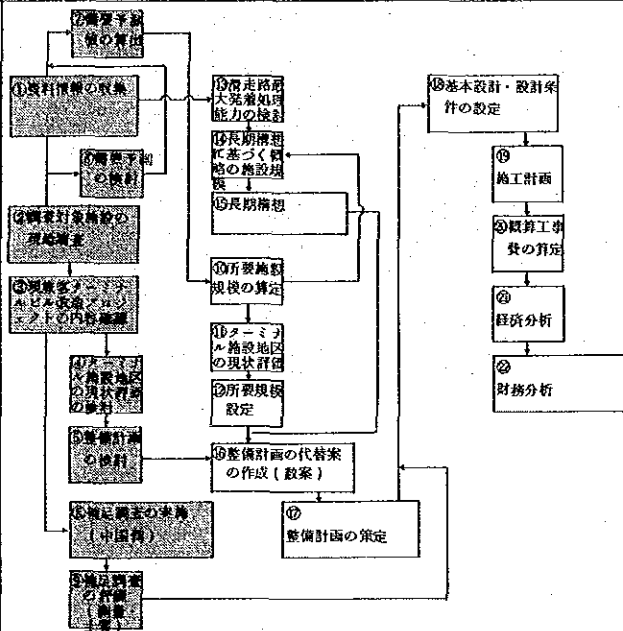 ⑦需要予測
値の算出
①資料情報の収集
⑥需要予測
の検討
②調査対象施設の
現地調査
③現旅客ターミナ
ルビル改造プロジ
ェクトの内容確認
④ターミナ
ル施設地区
の現状評価
の検討
⑤整備計画
の検討
⑧補足調査の実施
(中国側)
⑨補足調査
の評価
⑬滑走路最
大発着処理
能力の検討
⑭長期構想
に基づく概
略の施設規
模
⑮長期構想
⑩所要施設
規模の算定
⑪ターミナ
ル施設地区
の現状評価
⑫所要規模
設定
⑯整備計画の代替案
の作成(数案)
⑰
整備計画の策定
⑱基本設計・設計条
件の設定
⑲
施工計画
⑳概算工事
費の算定
㉑
経済分析
㉒
財務分析